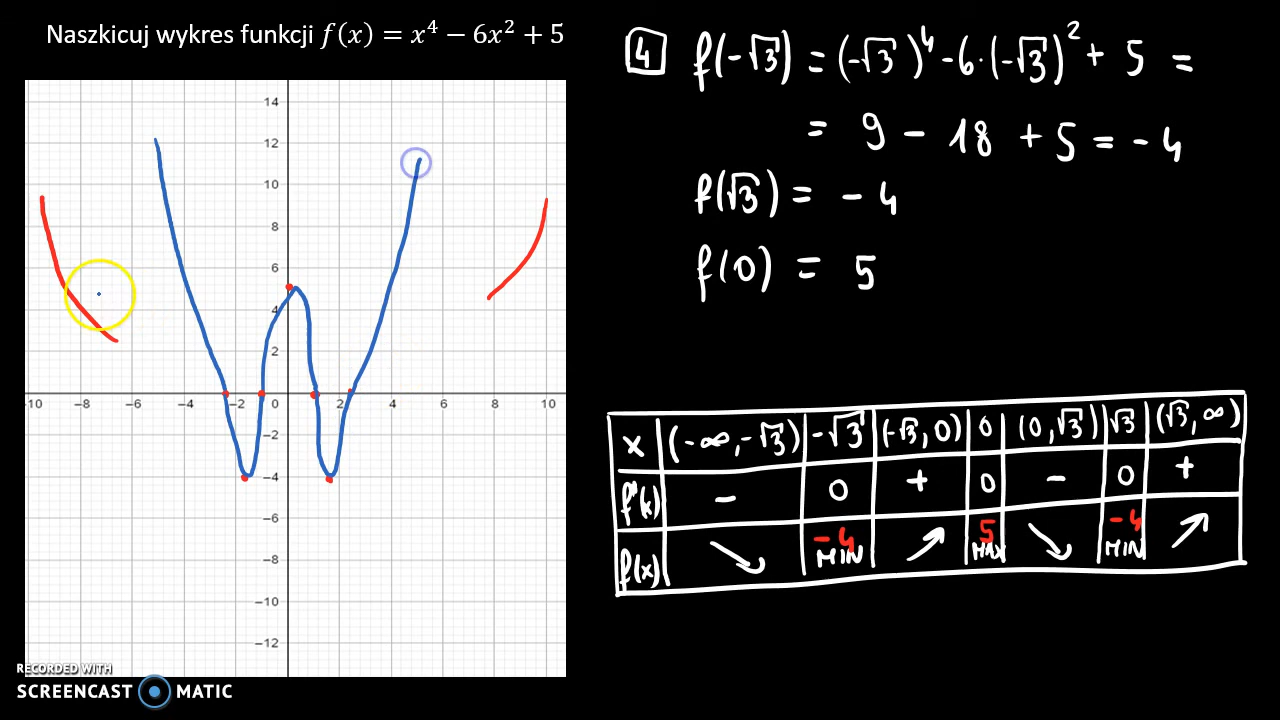 Naszkicuj wykres funkcji f(x) = x⁴ − 6x² + 5
4 f(-√3) = (-√3)⁴ - 6·(-√3)² + 5 =
= 9 - 18 + 5 = -4
f(√3) = -4
f(0) = 5
14
12
10
8
6
4
2
10 −8 −6 −4 −2 0 2 4 6 8 10
−2
−4
−6
−8
−10
−12
x (-∞,-√3) -√3 (-√3,0) 0 (0,√3) √3 (√3,∞)
f'(x) - 0 + 0 - 0 +
f(x) ↘ -4 MIN ↗ 5 MAX ↘ -4 MIN ↗
RECORDED WITH
SCREENCAST MATIC